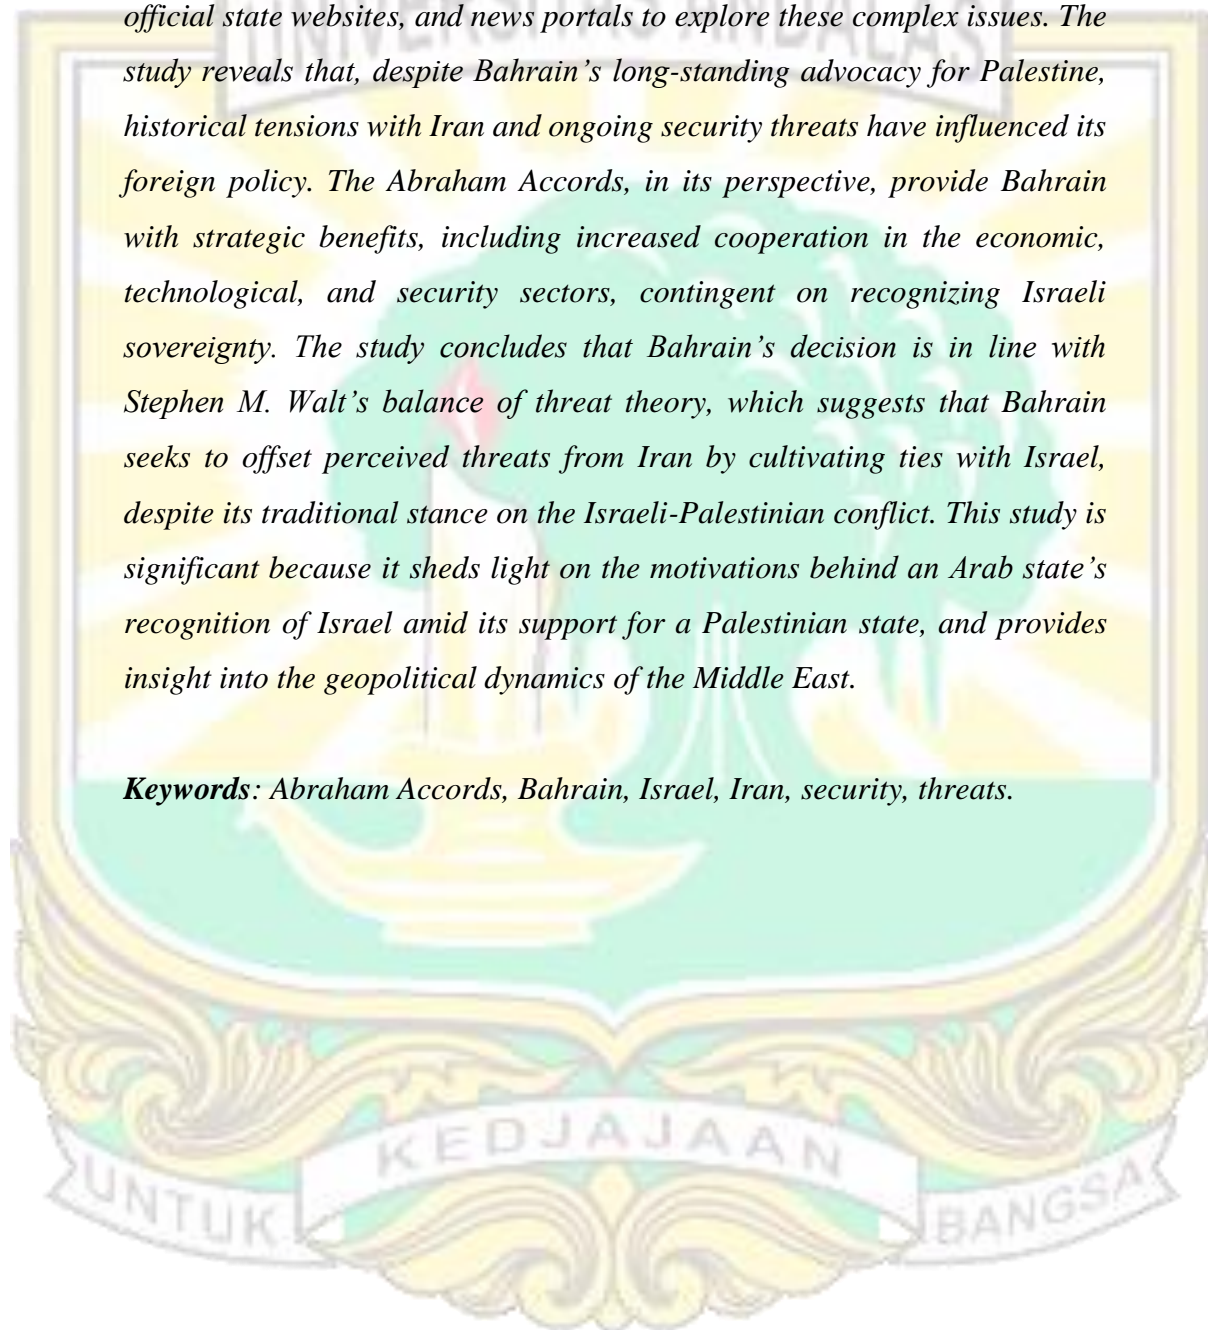 official state websites, and news portals to explore these complex issues. The
UNIVERSITAS ANDALAS
study reveals that, despite Bahrain’s long-standing advocacy for Palestine,
historical tensions with Iran and ongoing security threats have influenced its
foreign policy. The Abraham Accords, in its perspective, provide Bahrain
with strategic benefits, including increased cooperation in the economic,
technological, and security sectors, contingent on recognizing Israeli
sovereignty. The study concludes that Bahrain’s decision is in line with
Stephen M. Walt’s balance of threat theory, which suggests that Bahrain
seeks to offset perceived threats from Iran by cultivating ties with Israel,
despite its traditional stance on the Israeli-Palestinian conflict. This study is
significant because it sheds light on the motivations behind an Arab state’s
recognition of Israel amid its support for a Palestinian state, and provides
insight into the geopolitical dynamics of the Middle East.
Keywords: Abraham Accords, Bahrain, Israel, Iran, security, threats.
UNTUK KEDJAJAAN BANGSA